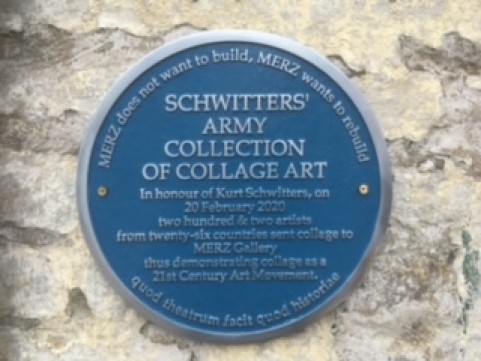 MERZ does not want to build, MERZ wants to rebuild
SCHWITTERS'
ARMY
COLLECTION
OF COLLAGE ART
In honour of Kurt Schwitters, on
20 February 2020
two hundred & two artists
from twenty-six countries sent collage to
MERZ Gallery
thus demonstrating collage as a
21st Century Art Movement.
quod theatrum facit quod historiae